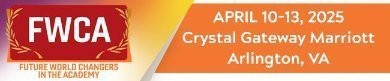 FWCA
FUTURE WORLD CHANGERS
IN THE ACADEMY
APRIL 10-13, 2025
Crystal Gateway Marriott
Arlington, VA